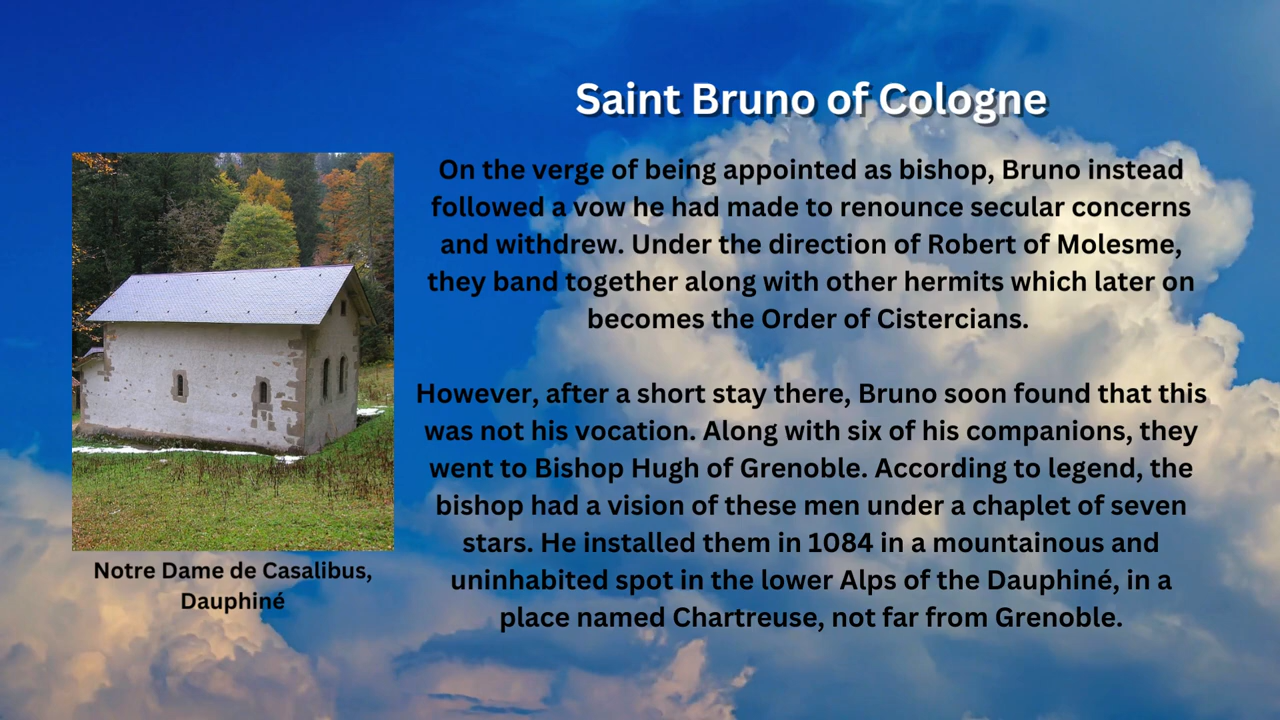 Saint Bruno of Cologne
On the verge of being appointed as bishop, Bruno instead
followed a vow he had made to renounce secular concerns
and withdrew. Under the direction of Robert of Molesme,
they band together along with other hermits which later on
becomes the Order of Cistercians.
However, after a short stay there, Bruno soon found that this
was not his vocation. Along with six of his companions, they
went to Bishop Hugh of Grenoble. According to legend, the
bishop had a vision of these men under a chaplet of seven
stars. He installed them in 1084 in a mountainous and
uninhabited spot in the lower Alps of the Dauphiné, in a
place named Chartreuse, not far from Grenoble.
Notre Dame de Casalibus,
Dauphiné